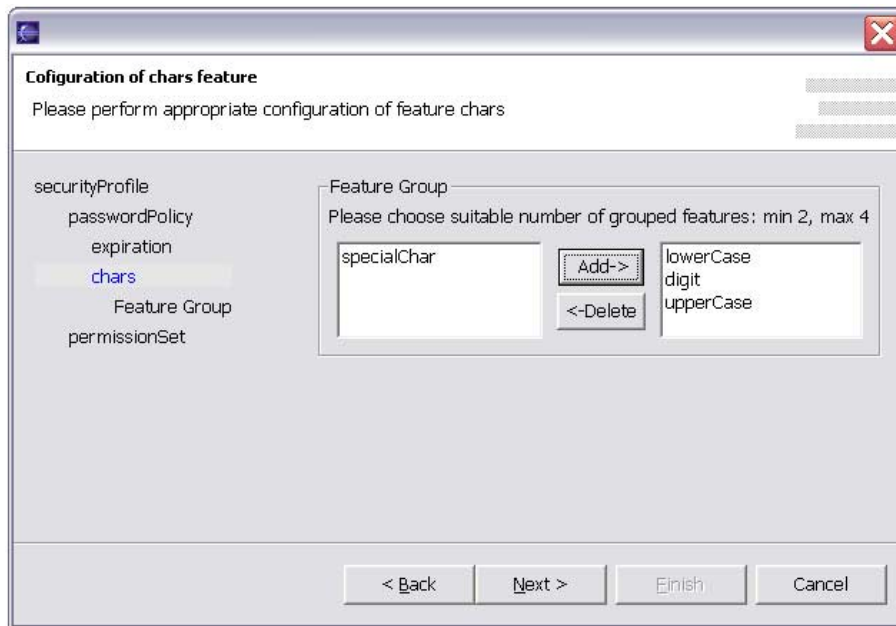 Cofiguration of chars feature
Please perform appropriate configuration of feature chars
securityProfile
passwordPolicy
expiration
chars
Feature Group
permissionSet
Feature Group
Please choose suitable number of grouped features: min 2, max 4
specialChar
Add->
<-Delete
lowerCase
digit
upperCase
< Back
Next >
Finish
Cancel